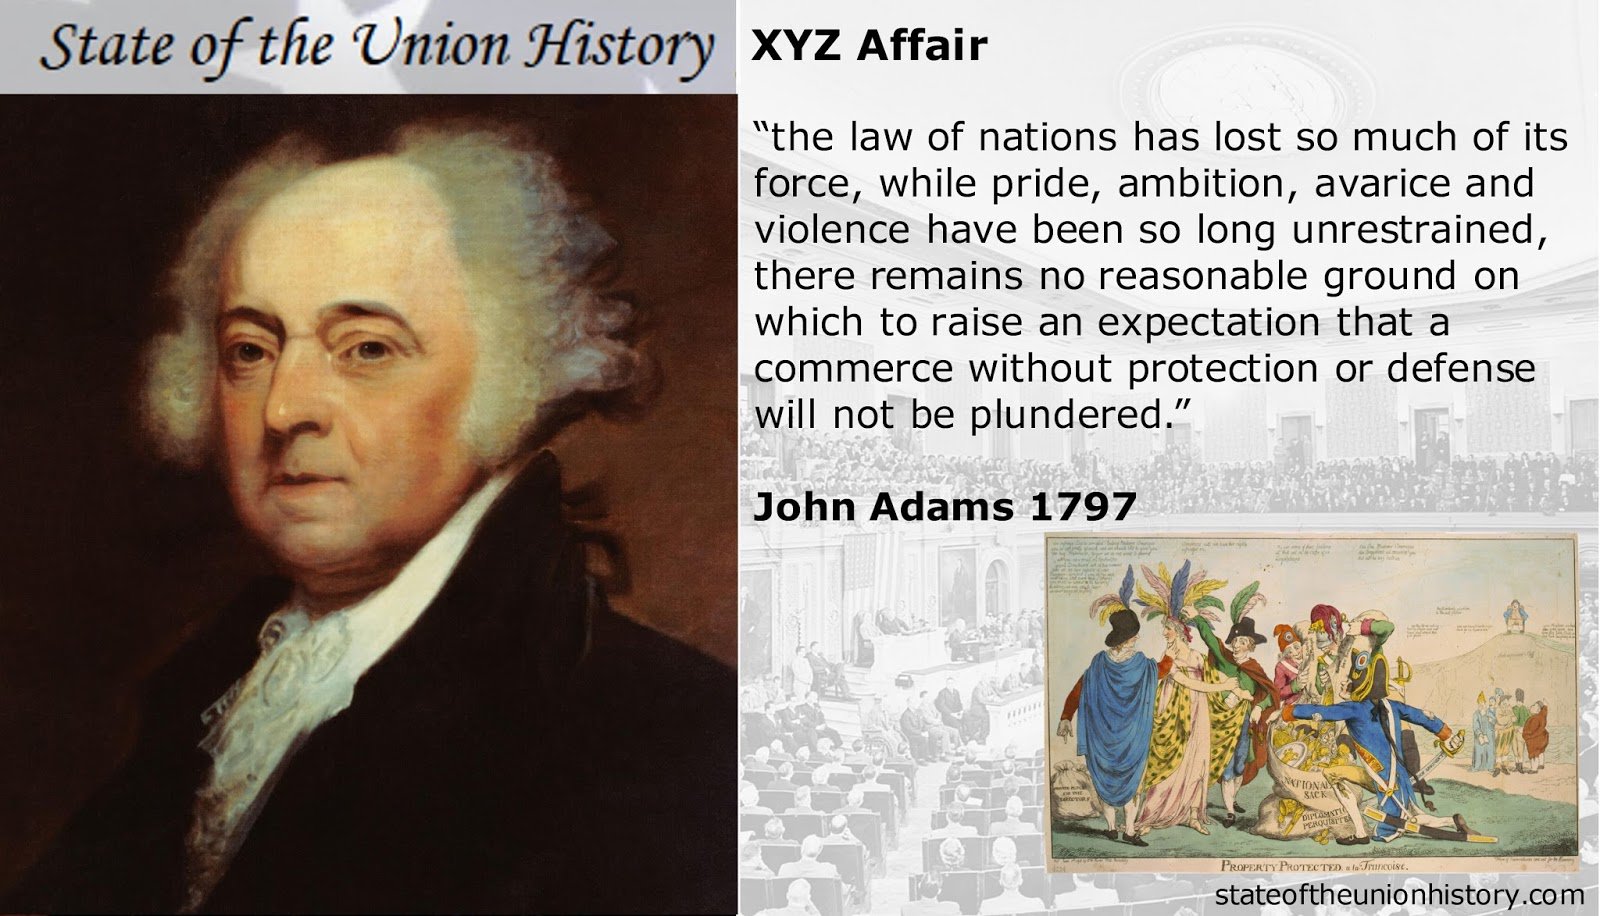 State of the Union History
XYZ Affair
“the law of nations has lost so much of its
force, while pride, ambition, avarice and
violence have been so long unrestrained,
there remains no reasonable ground on
which to raise an expectation that a
commerce without protection or defense
will not be plundered.”
John Adams 1797
NATIONAL
SACK
DIPLOMATIC
PERQUISITES
PROPERTY PROTECTED. a la Françoise.
stateoftheunionhistory.com